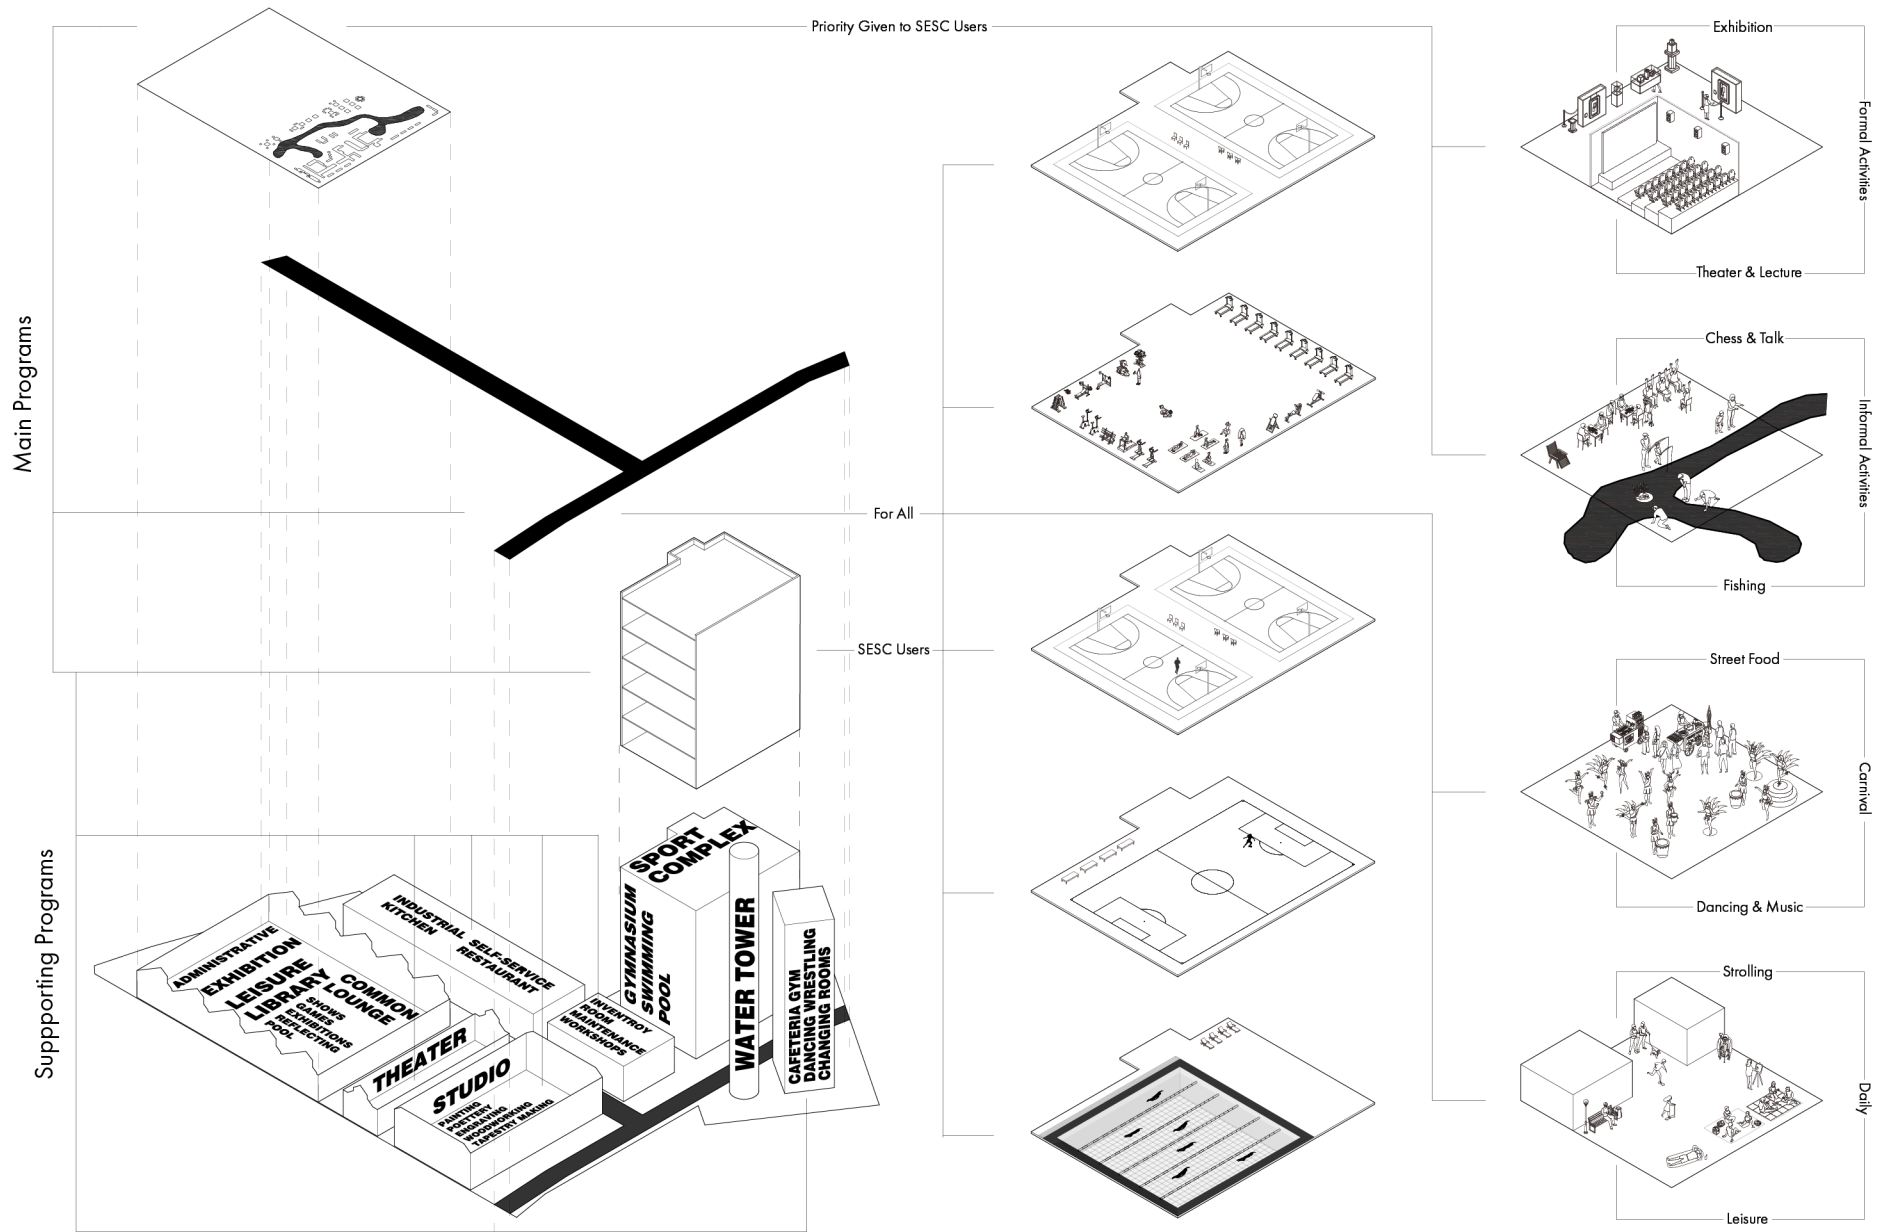 Priority Given to SESC Users
Exhibition
Formal Activities
Theater & Lecture
Main Programs
Chess & Talk
Informal Activities
Fishing
For All
SESC Users
Street Food
Carnival
Dancing & Music
Suppporting Programs
SPORT
COMPLEX
GYMNASIUM
SWIMMING
POOL
WATER TOWER
CAFETERIA GYM
DANCING WRESTLING
CHANGING ROOMS
INDUSTRIAL SELF-SERVICE
KITCHEN RESTAURANT
ADMINISTRATIVE
EXHIBITION
LEISURE
LIBRARY
COMMON
LOUNGE
SHOWS
GAMES
EXHIBITIONS
REFLECTING
POOL
INVENTROY
ROOM
MAINTENANCE
WORKSHOPS
THEATER
STUDIO
PAINTING
POETTERY
ENGRAVING
WOODWORKING
TAPESTRY MAKING
Strolling
Daily
Leisure